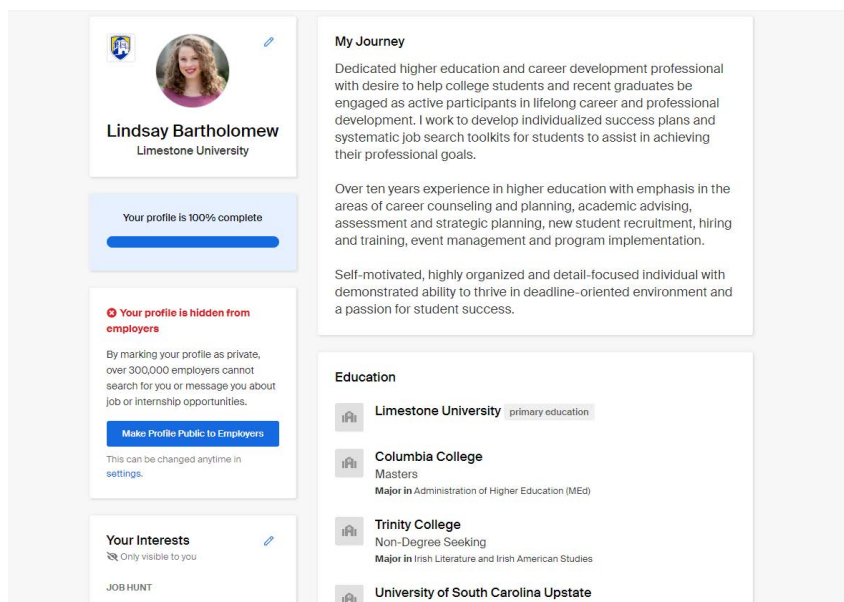 Lindsay Bartholomew
Limestone University
Your profile is 100% complete
Your profile is hidden from
employers
By marking your profile as private,
over 300,000 employers cannot
search for you or message you about
job or internship opportunities.
Make Profile Public to Employers
This can be changed anytime in
settings.
Your Interests
Only visible to you
JOB HUNT
My Journey
Dedicated higher education and career development professional
with desire to help college students and recent graduates be
engaged as active participants in lifelong career and professional
development. I work to develop individualized success plans and
systematic job search toolkits for students to assist in achieving
their professional goals.
Over ten years experience in higher education with emphasis in the
areas of career counseling and planning, academic advising,
assessment and strategic planning, new student recruitment, hiring
and training, event management and program implementation.
Self-motivated, highly organized and detail-focused individual with
demonstrated ability to thrive in deadline-oriented environment and
a passion for student success.
Education
Limestone University primary education
Columbia College
Masters
Major in Administration of Higher Education (MEd)
Trinity College
Non-Degree Seeking
Major in Irish Literature and Irish American Studies
University of South Carolina Upstate